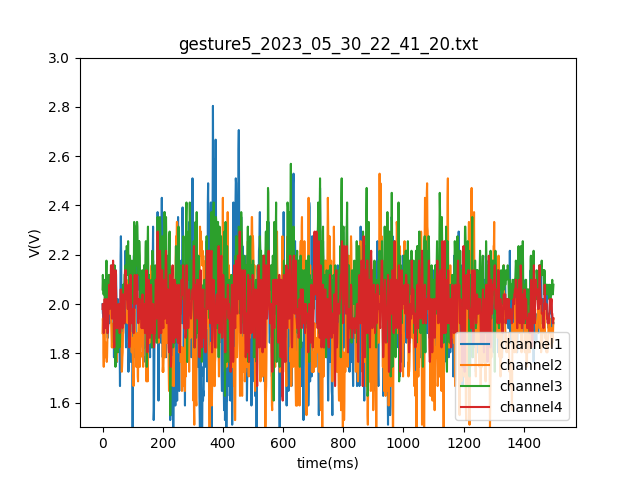 gesture5_2023_05_30_22_41_20.txt
3.0
2.8
2.6
2.4
2.2
2.0
1.8
1.6
V(V)
channel1
channel2
channel3
channel4
0 200 400 600 800 1000 1200 1400
time(ms)